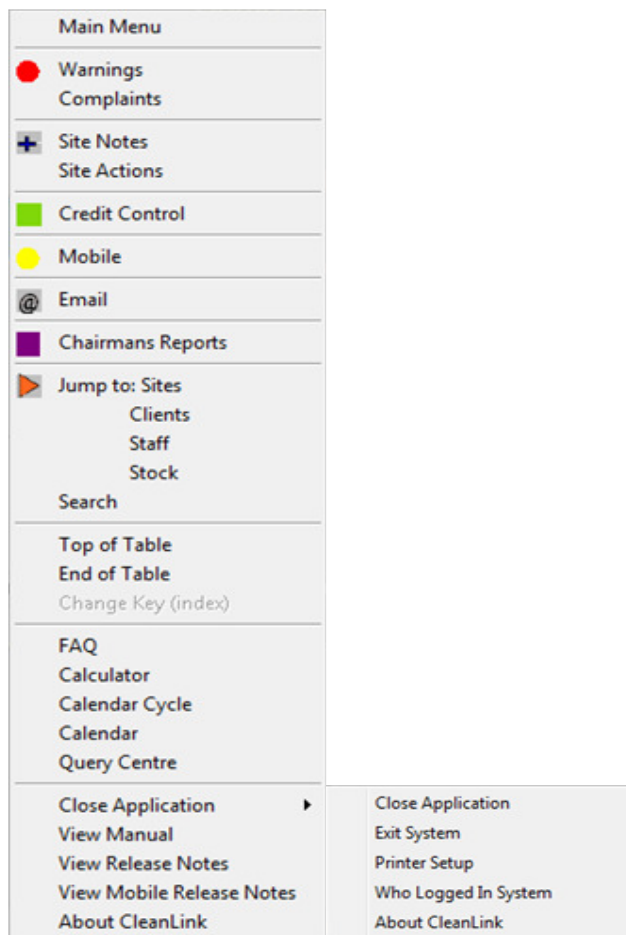 Main Menu
Warnings
Complaints
Site Notes
Site Actions
Credit Control
Mobile
@ Email
Chairmans Reports
Jump to: Sites
Clients
Staff
Stock
Search
Top of Table
End of Table
Change Key (index)
FAQ
Calculator
Calendar Cycle
Calendar
Query Centre
Close Application
View Manual
View Release Notes
View Mobile Release Notes
About CleanLink
Close Application
Exit System
Printer Setup
Who Logged In System
About CleanLink